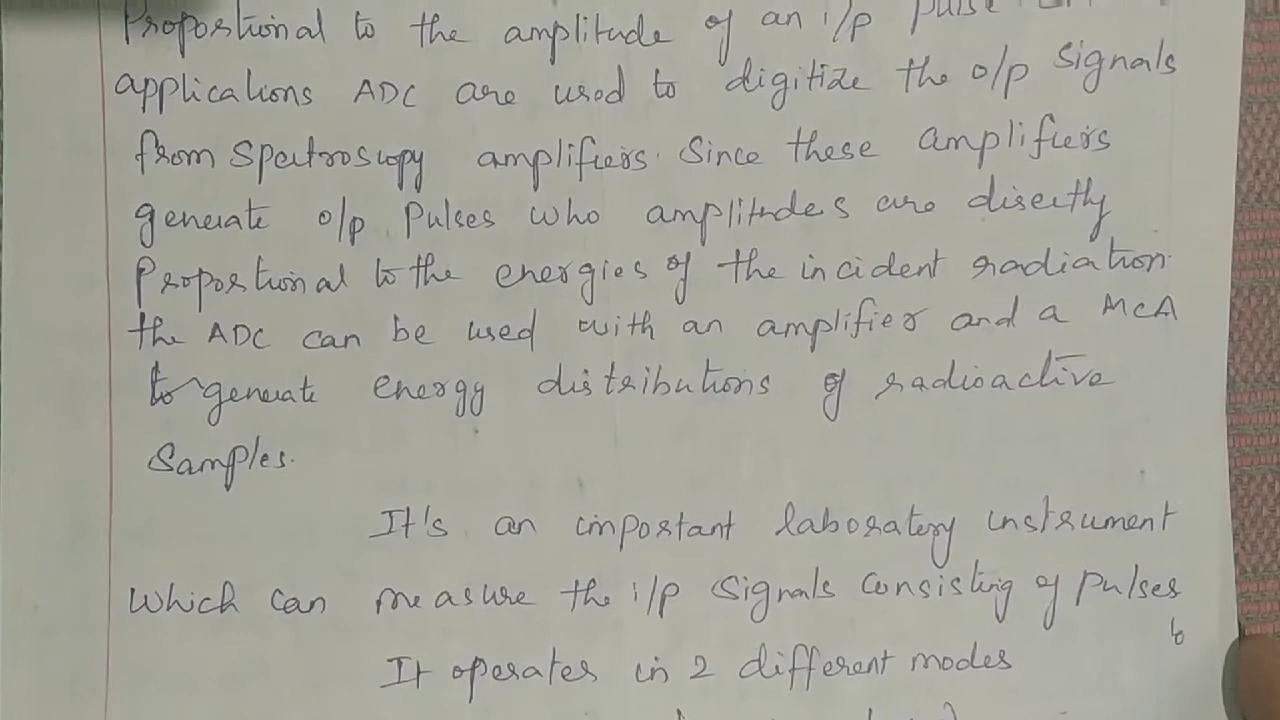 Proportional to the amplitude of an i/p pulse
applications ADC are used to digitize the o/p signals
from Spectroscopy amplifiers. Since these amplifiers
generate o/p Pulses who amplitudes are directly
Proportional to the energies of the incident radiation.
the ADC can be used with an amplifier and a MCA
to generate energy distributions of radioactive
Samples.
It's an important laboratory instrument
which can measure the i/p signals consisting of pulses
It operates in 2 different modes